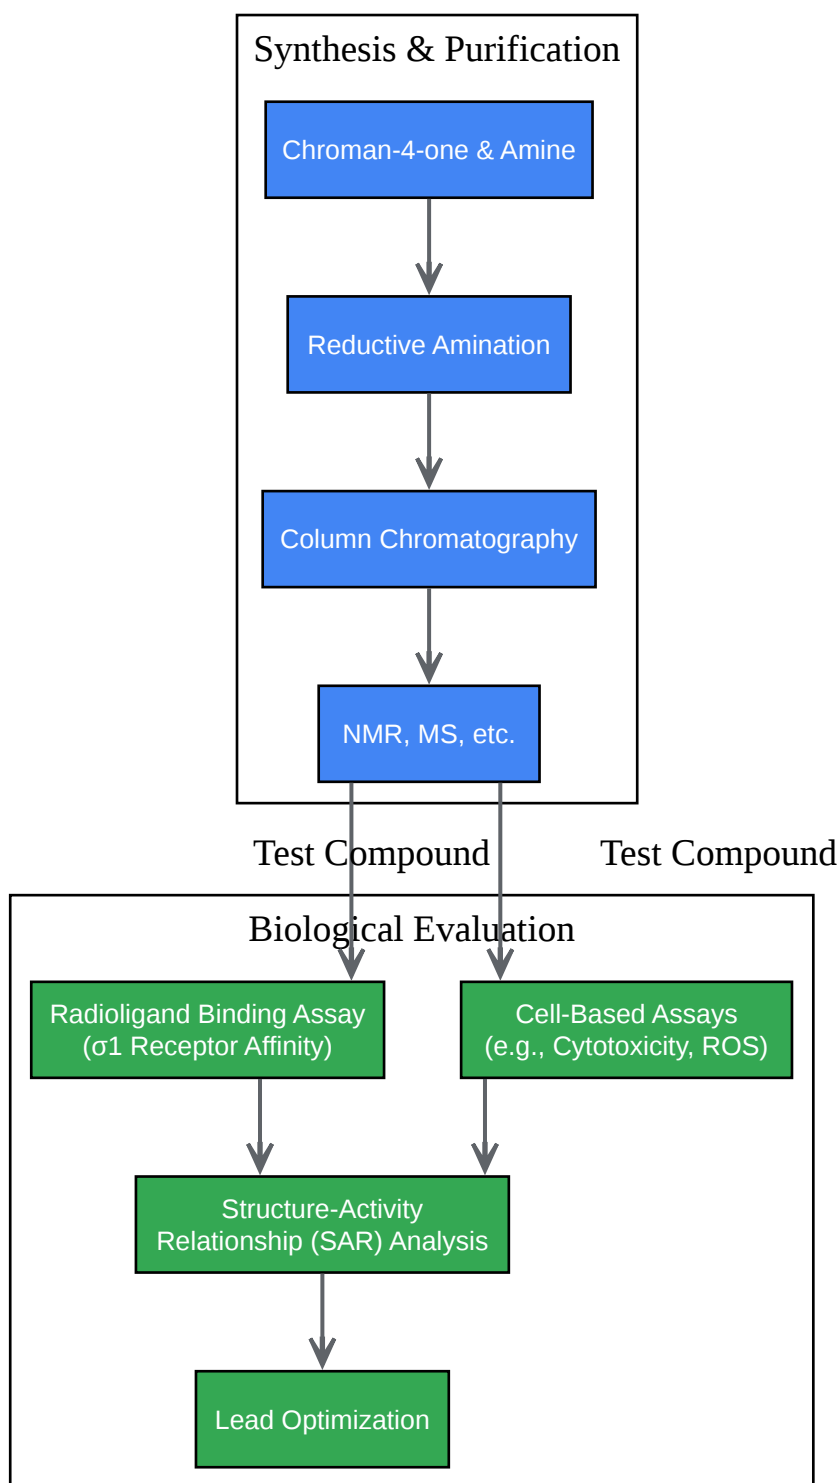 Synthesis & Purification
Chroman-4-one & Amine
Reductive Amination
Column Chromatography
NMR, MS, etc.
Test Compound
Test Compound
Biological Evaluation
Radioligand Binding Assay
(σ1 Receptor Affinity)
Cell-Based Assays
(e.g., Cytotoxicity, ROS)
Structure-Activity
Relationship (SAR) Analysis
Lead Optimization